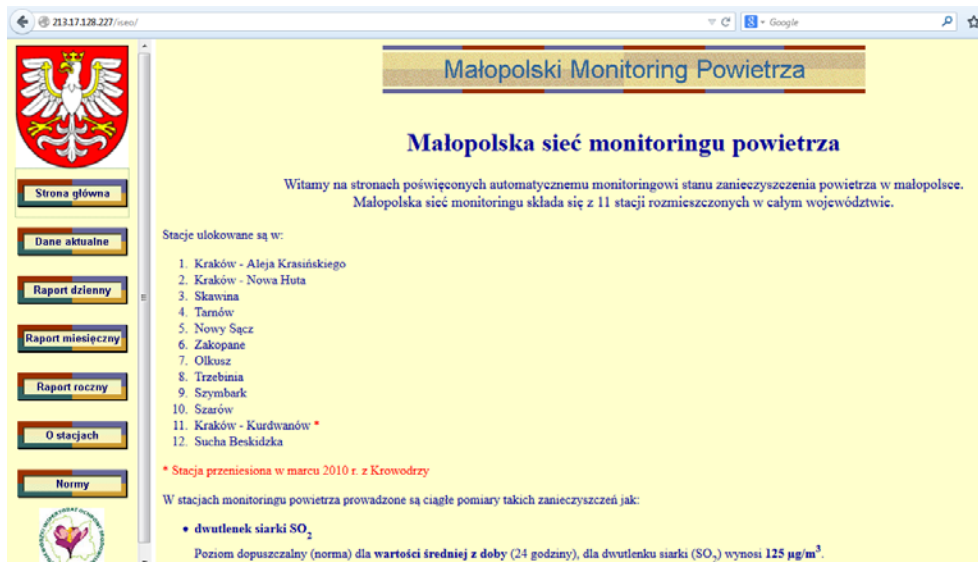 213.17.128.227/iseo/
Google
Małopolski Monitoring Powietrza
Małopolska sieć monitoringu powietrza
Witamy na stronach poświęconych automatycznemu monitoringowi stanu zanieczyszczenia powietrza w małopolsce.
Małopolska sieć monitoringu składa się z 11 stacji rozmieszczonych w całym województwie.
Strona główna
Dane aktualne
Raport dzienny
Raport miesięczny
Raport roczny
O stacjach
Normy
Stacje ulokowane są w:
1. Kraków - Aleja Krasińskiego
2. Kraków - Nowa Huta
3. Skawina
4. Tarnów
5. Nowy Sącz
6. Zakopane
7. Olkusz
8. Trzebinia
9. Szymbark
10. Szarów
11. Kraków - Kurdwanów *
12. Sucha Beskidzka
* Stacja przeniesiona w marcu 2010 r. z Krowodrzy
W stacjach monitoringu powietrza prowadzone są ciągłe pomiary takich zanieczyszczeń jak:
• dwutlenek siarki SO₂
Poziom dopuszczalny (norma) dla wartości średniej z doby (24 godziny), dla dwutlenku siarki (SO₂) wynosi 125 µg/m³.